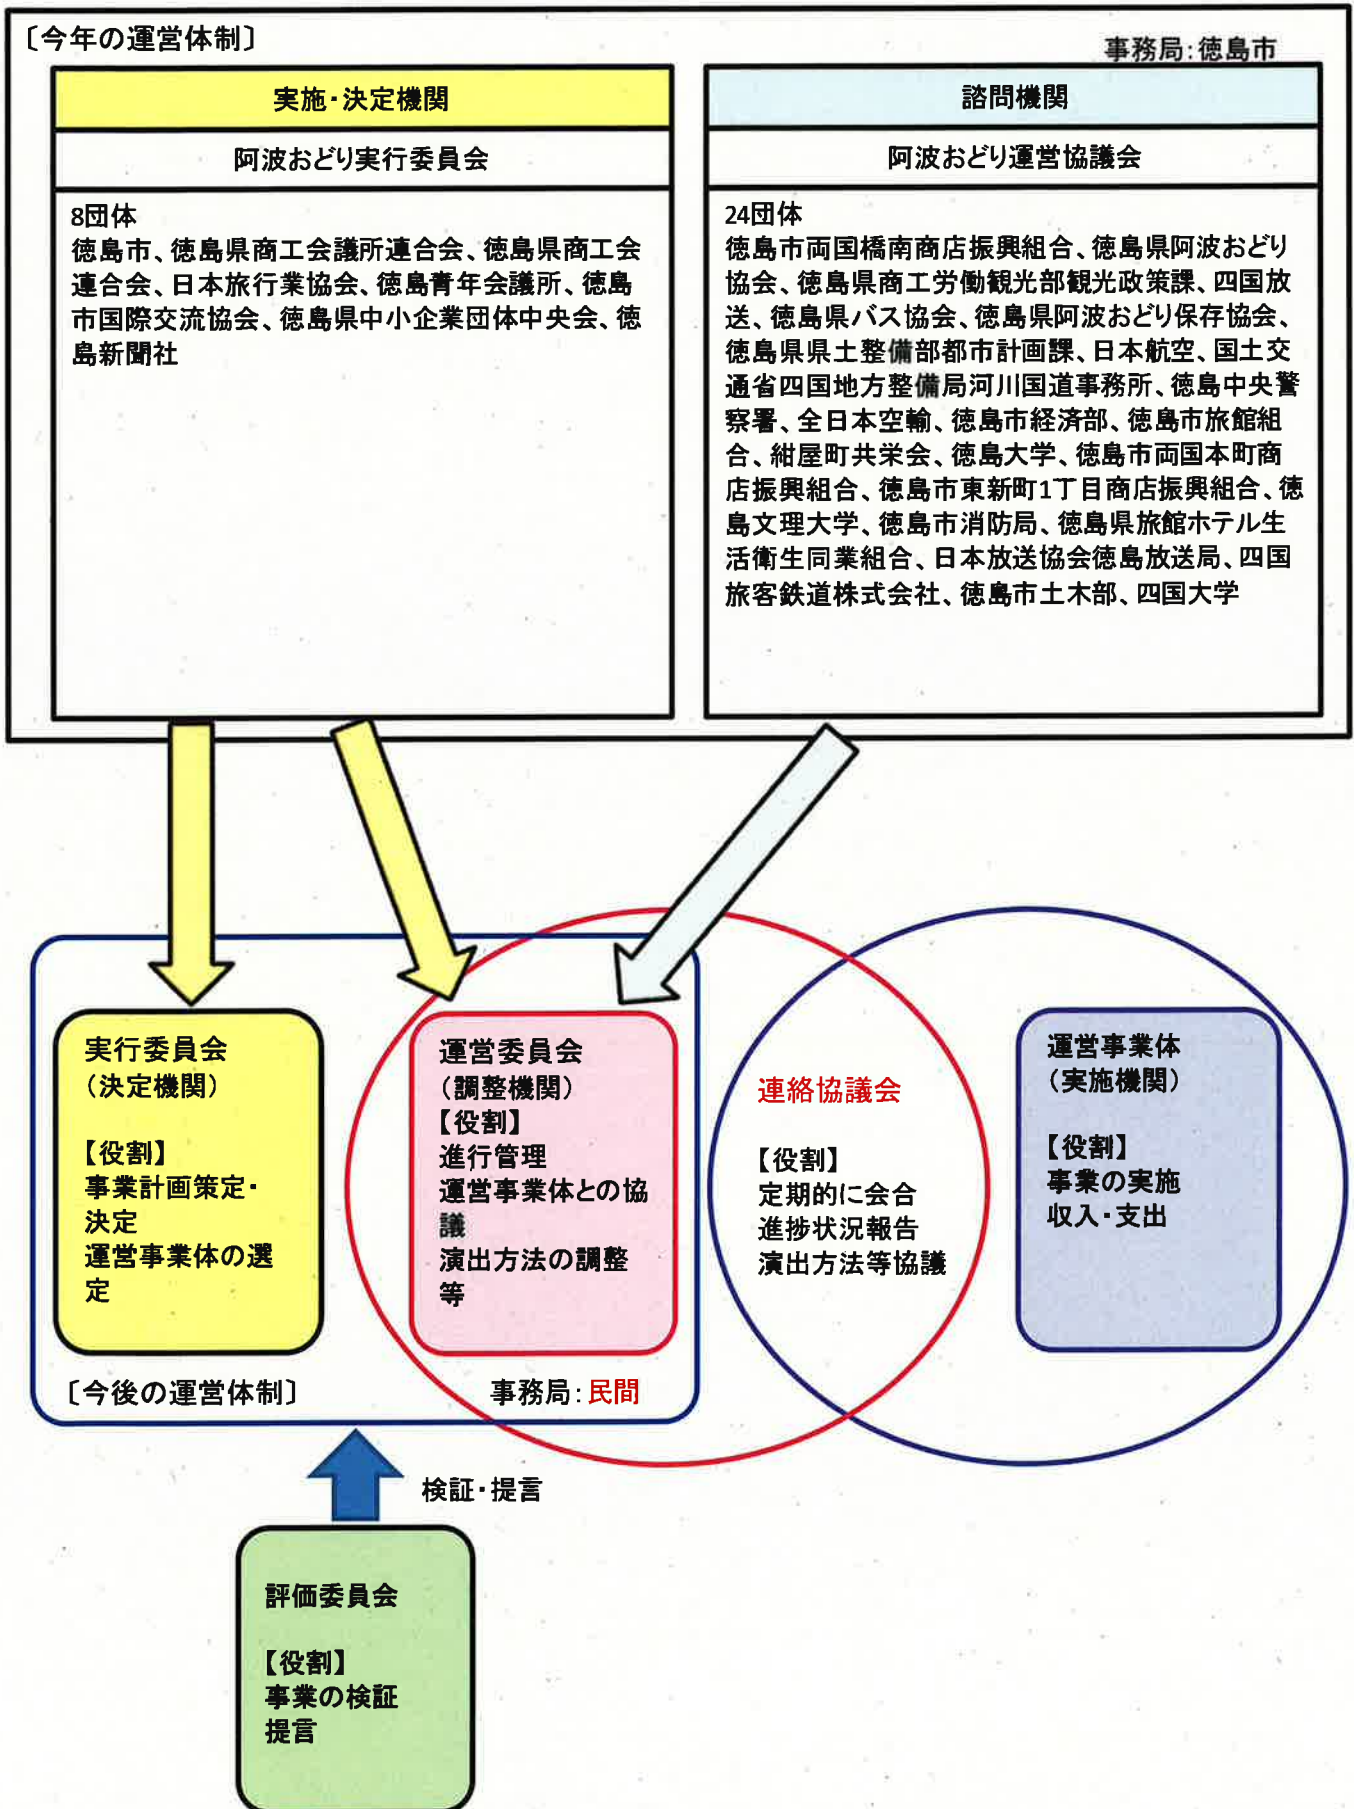 〔今年の運営体制〕
事務局:徳島市
実施・決定機関
阿波おどり実行委員会
8団体
徳島市、徳島県商工会議所連合会、徳島県商工会
連合会、日本旅行業協会、徳島青年会議所、徳島
市国際交流協会、徳島県中小企業団体中央会、徳
島新聞社
諮問機関
阿波おどり運営協議会
24団体
徳島市両国橋南商店振興組合、徳島県阿波おどり
協会、徳島県商工労働観光部観光政策課、四国放
送、徳島県バス協会、徳島県阿波おどり保存協会、
徳島県県土整備部都市計画課、日本航空、国土交
通省四国地方整備局河川国道事務所、徳島中央警
察署、全日本空輸、徳島市経済部、徳島市旅館組
合、紺屋町共栄会、徳島大学、徳島市両国本町商
店振興組合、徳島市東新町1丁目商店振興組合、徳
島文理大学、徳島市消防局、徳島県旅館ホテル生
活衛生同業組合、日本放送協会徳島放送局、四国
旅客鉄道株式会社、徳島市土木部、四国大学
実行委員会
（決定機関）
【役割】
事業計画策定・
決定
運営事業体の選
定
運営委員会
（調整機関）
【役割】
進行管理
運営事業体との協
議
演出方法の調整
等
連絡協議会
【役割】
定期的に会合
進捗状況報告
演出方法等協議
運営事業体
（実施機関）
【役割】
事業の実施
収入・支出
〔今後の運営体制〕
事務局:民間
検証・提言
評価委員会
【役割】
事業の検証
提言